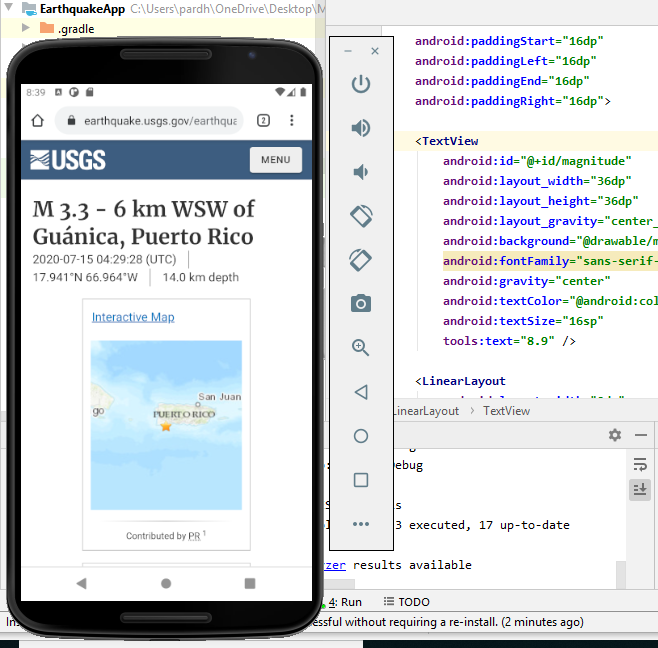 EarthquakeApp C:\Users\pardh\OneDrive\Desktop\M
.gradle
8:39
earthquake.usgs.gov/earthqua
2
USGS
MENU
M 3.3 - 6 km WSW of
Guánica, Puerto Rico
2020-07-15 04:29:28 (UTC)
17.941°N 66.964°W
14.0 km depth
Interactive Map
San Juan
go
PUERTO RICO
Contributed by PR 1
android:paddingStart="16dp"
android:paddingLeft="16dp"
android:paddingEnd="16dp"
android:paddingRight="16dp">
<TextView
android:id="@+id/magnitude"
android:layout_width="36dp"
android:layout_height="36dp"
android:layout_gravity="center_
android:background="@drawable/m
android:fontFamily="sans-serif-
android:gravity="center"
android:textColor="@android:col
android:textSize="16sp"
tools:text="8.9" />
<LinearLayout
LinearLayout
TextView
Debug
3 executed, 17 up-to-date
zer results available
4: Run
TODO
Ins
essful without requiring a re-install. (2 minutes ago)